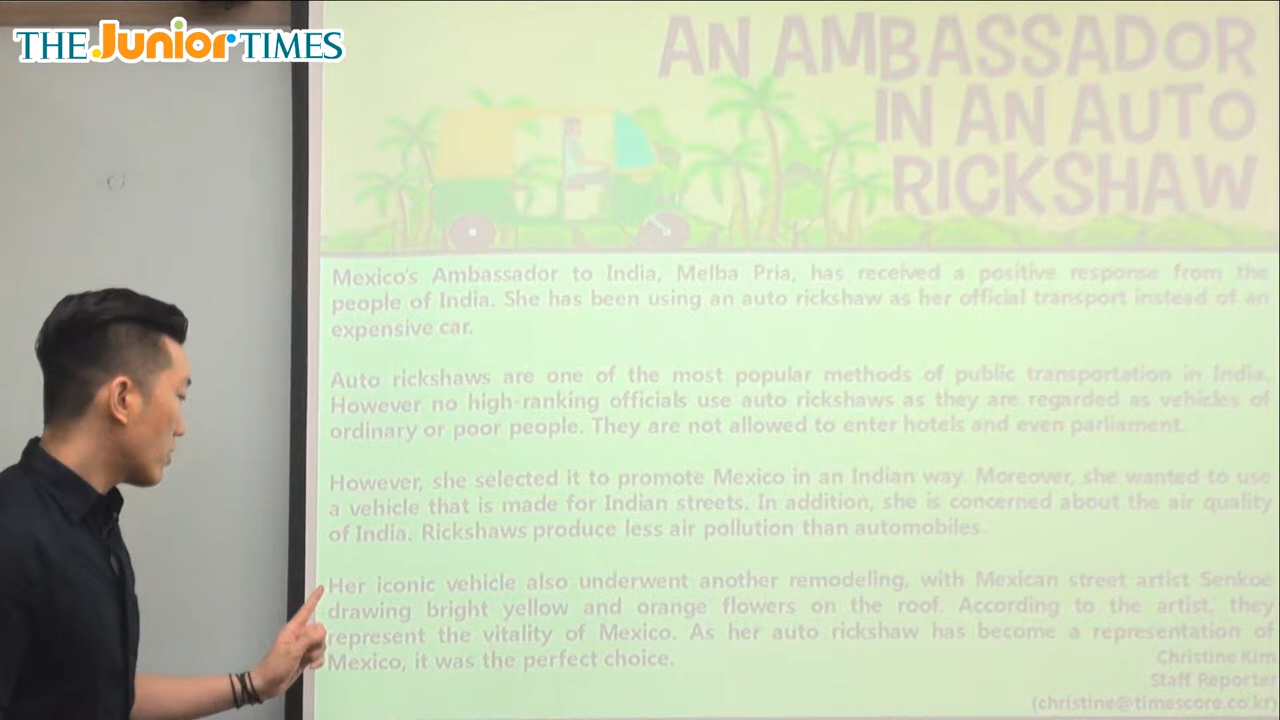 THE Junior TIMES
AN AMBASSADOR
IN AN AUTO
RICKSHAW
Mexico's Ambassador to India, Melba Pria, has received a positive response from the
people of India. She has been using an auto rickshaw as her official transport instead of an
expensive car.
Auto rickshaws are one of the most popular methods of public transportation in India.
However no high-ranking officials use auto rickshaws as they are regarded as vehicles of
ordinary or poor people. They are not allowed to enter hotels and even parliament.
However, she selected it to promote Mexico in an Indian way. Moreover, she wanted to use
a vehicle that is made for Indian streets. In addition, she is concerned about the air quality
of India. Rickshaws produce less air pollution than automobiles.
Her iconic vehicle also underwent another remodeling, with Mexican street artist Senkoe
drawing bright yellow and orange flowers on the roof. According to the artist, they
represent the vitality of Mexico. As her auto rickshaw has become a representation of
Mexico, it was the perfect choice.
Christine Kim
Staff Reporter
(christine@timescore.co.kr)